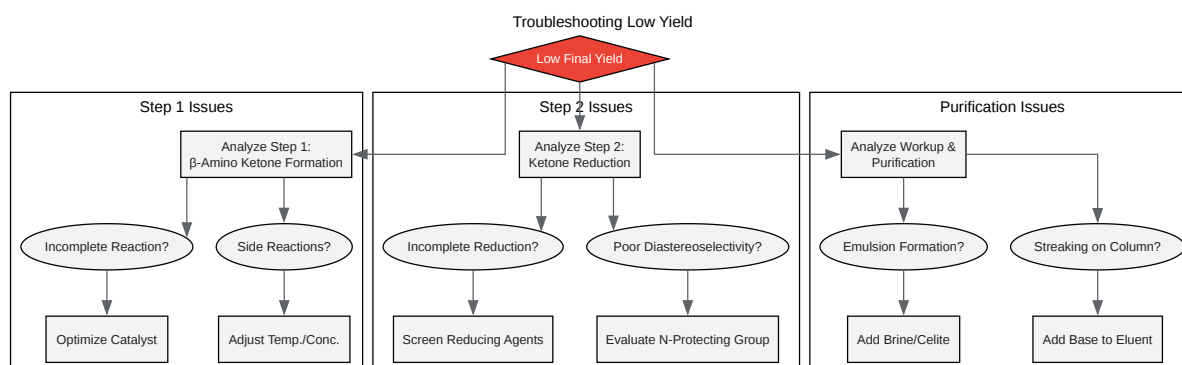 Troubleshooting Low Yield
Low Final Yield
Step 1 Issues
Step 2 Issues
Purification Issues
Analyze Step 1:
β-Amino Ketone Formation
Analyze Step 2:
Ketone Reduction
Analyze Workup &
Purification
Incomplete Reaction?
Side Reactions?
Incomplete Reduction?
Poor Diastereoselectivity?
Emulsion Formation?
Streaking on Column?
Optimize Catalyst
Adjust Temp./Conc.
Screen Reducing Agents
Evaluate N-Protecting Group
Add Brine/Celite
Add Base to Eluent